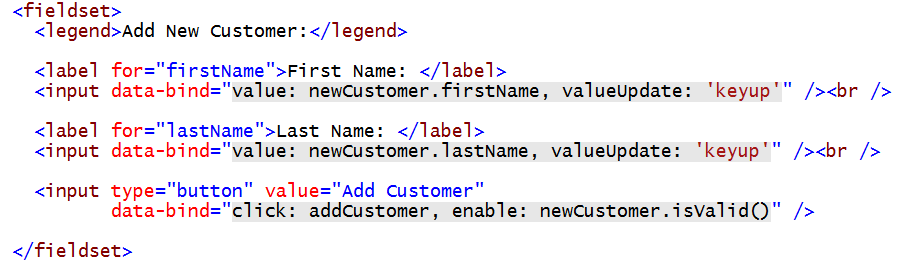 <fieldset>
<legend>Add New Customer:</legend>
<label for="firstName">First Name: </label>
<input data-bind="value: newCustomer.firstName, valueUpdate: 'keyup'" /><br />
<label for="lastName">Last Name: </label>
<input data-bind="value: newCustomer.lastName, valueUpdate: 'keyup'" /><br />
<input type="button" value="Add Customer"
data-bind="click: addCustomer, enable: newCustomer.isValid()" />
</fieldset>